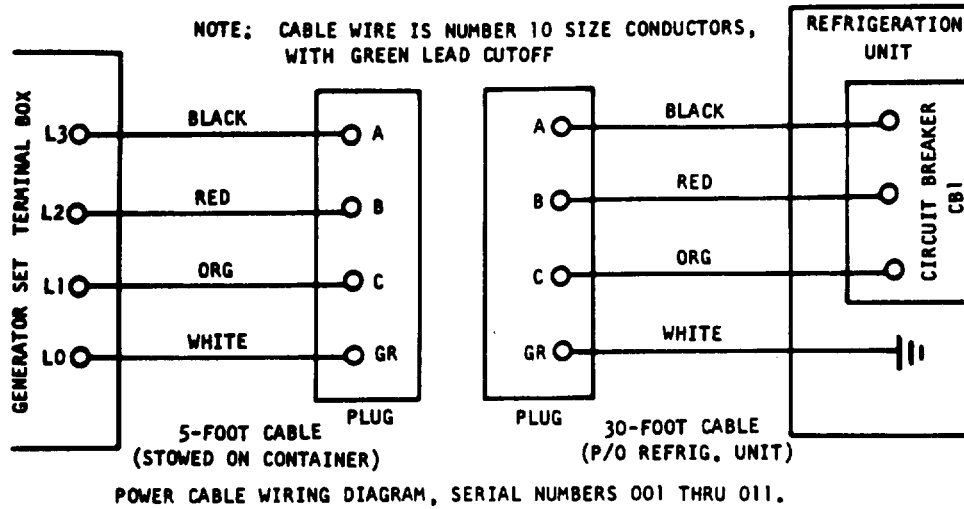 NOTE: CABLE WIRE IS NUMBER 10 SIZE CONDUCTORS,
WITH GREEN LEAD CUTOFF
REFRIGERATION
UNIT
GENERATOR SET TERMINAL BOX
L3
BLACK
A
L2
RED
B
L1
ORG
C
L0
WHITE
GR
PLUG
5-FOOT CABLE
(STOWED ON CONTAINER)
A
BLACK
B
RED
C
ORG
GR
WHITE
CIRCUIT BREAKER
CB1
PLUG
30-FOOT CABLE
(P/O REFRIG. UNIT)
POWER CABLE WIRING DIAGRAM, SERIAL NUMBERS 001 THRU 011.